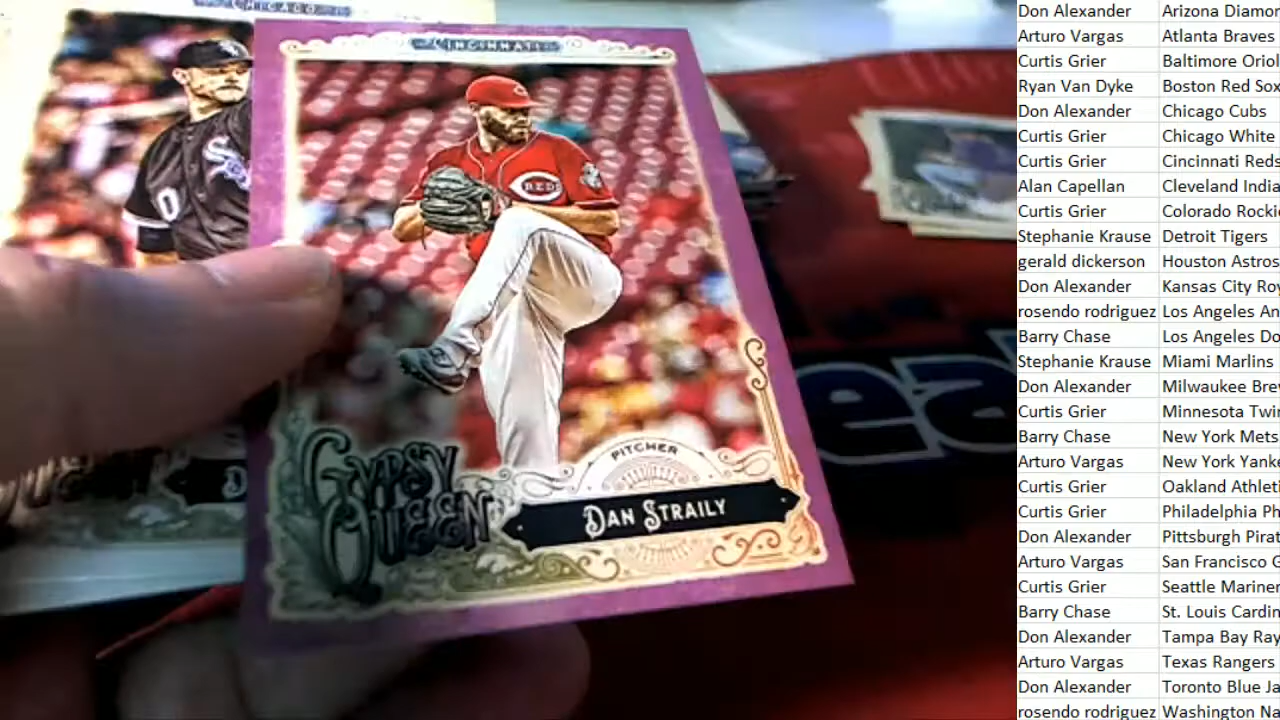 CHICAGO
CINCINNATI
REDS
PITCHER
GYPSY
QUEEN
DAN STRAILY
ea
Don Alexander Arizona Diamor
Arturo Vargas Atlanta Braves
Curtis Grier Baltimore Oriol
Ryan Van Dyke Boston Red Sox
Don Alexander Chicago Cubs
Curtis Grier Chicago White
Curtis Grier Cincinnati Reds
Alan Capellan Cleveland India
Curtis Grier Colorado Rocki
Stephanie Krause Detroit Tigers
gerald dickerson Houston Astros
Don Alexander Kansas City Roy
rosendo rodriguez Los Angeles An
Barry Chase Los Angeles Do
Stephanie Krause Miami Marlins
Don Alexander Milwaukee Bre
Curtis Grier Minnesota Twi
Barry Chase New York Mets
Arturo Vargas New York Yank
Curtis Grier Oakland Athleti
Curtis Grier Philadelphia Ph
Don Alexander Pittsburgh Pirat
Arturo Vargas San Francisco G
Curtis Grier Seattle Mariner
Barry Chase St. Louis Cardin
Don Alexander Tampa Bay Ray
Arturo Vargas Texas Rangers
Don Alexander Toronto Blue Ja
rosendo rodriguez Washington Na